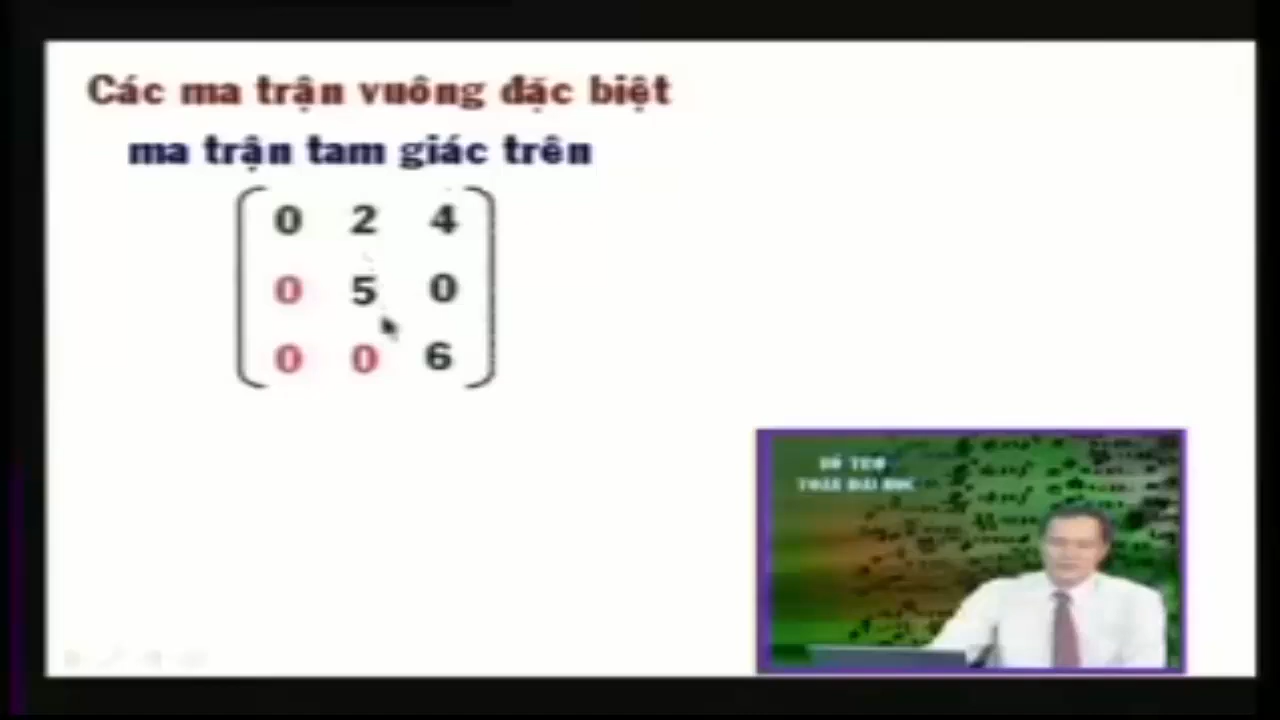 Các ma trận vuông đặc biệt
ma trận tam giác trên
0 2 4
0 5 0
0 0 6